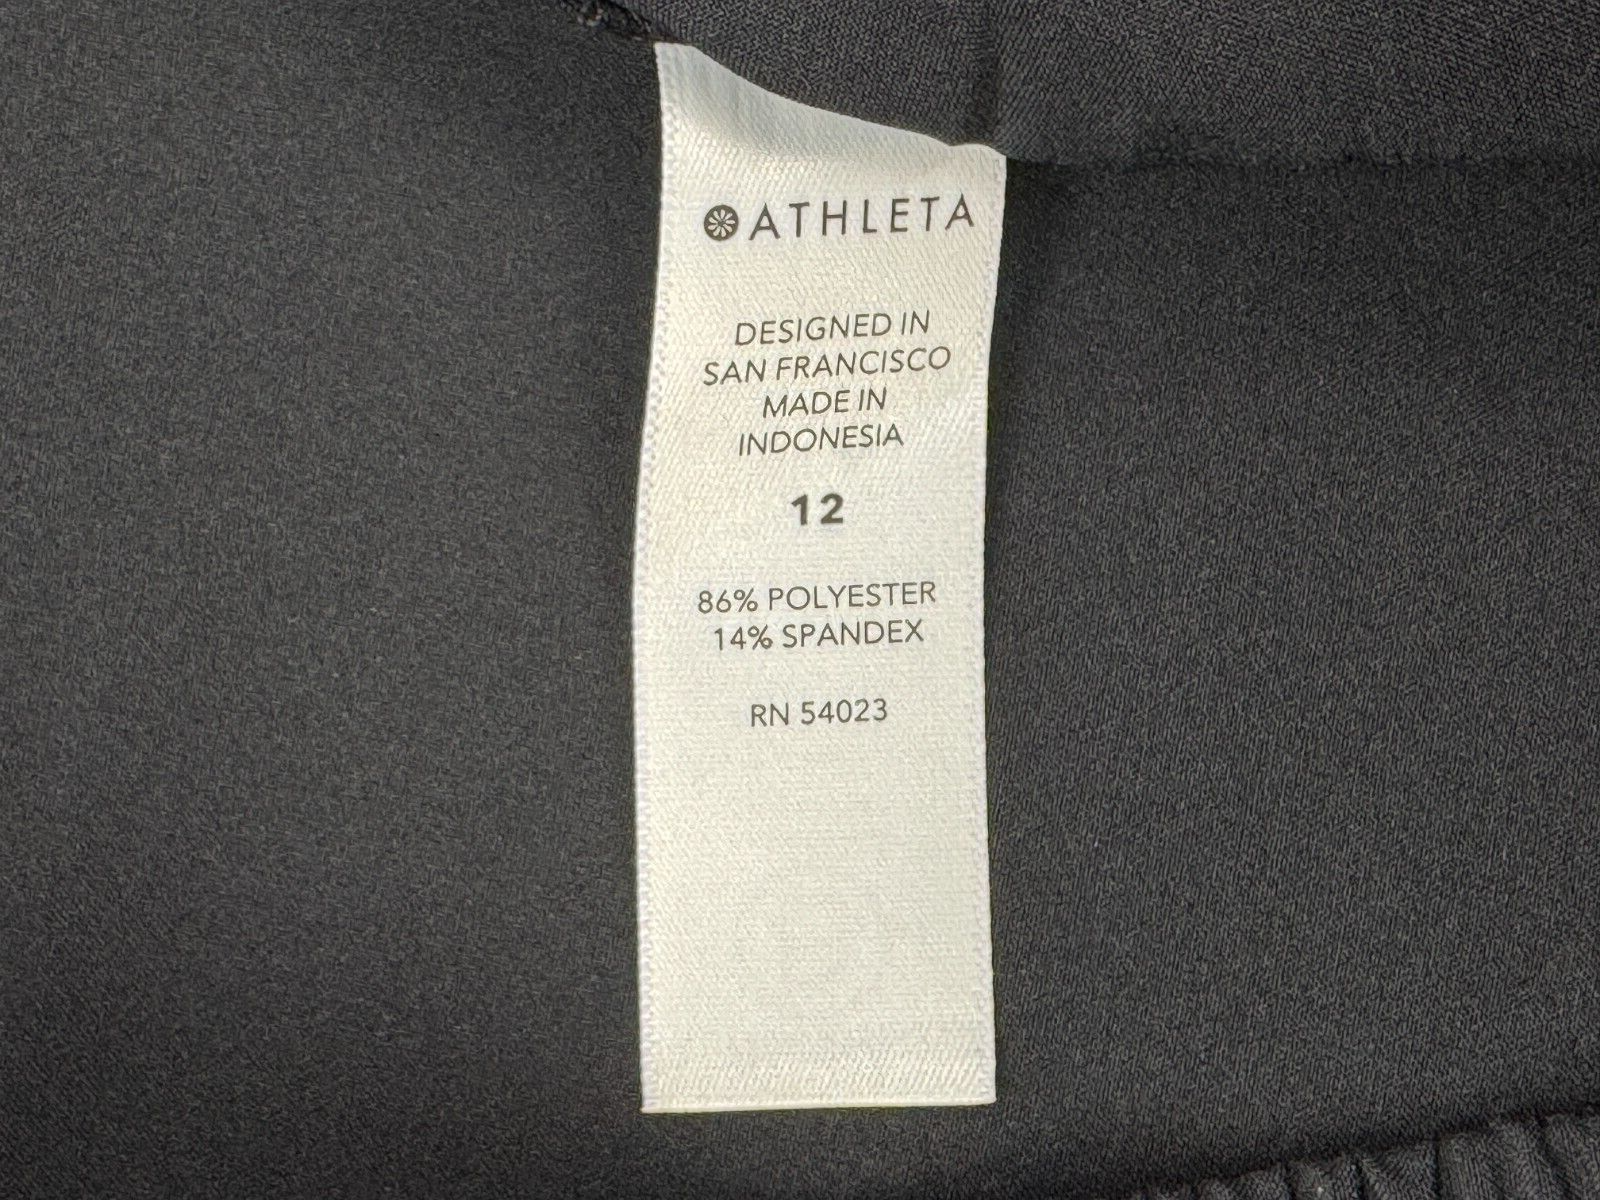 ATHLETA
DESIGNED IN
SAN FRANCISCO
MADE IN
INDONESIA
12
86% POLYESTER
14% SPANDEX
RN 54023